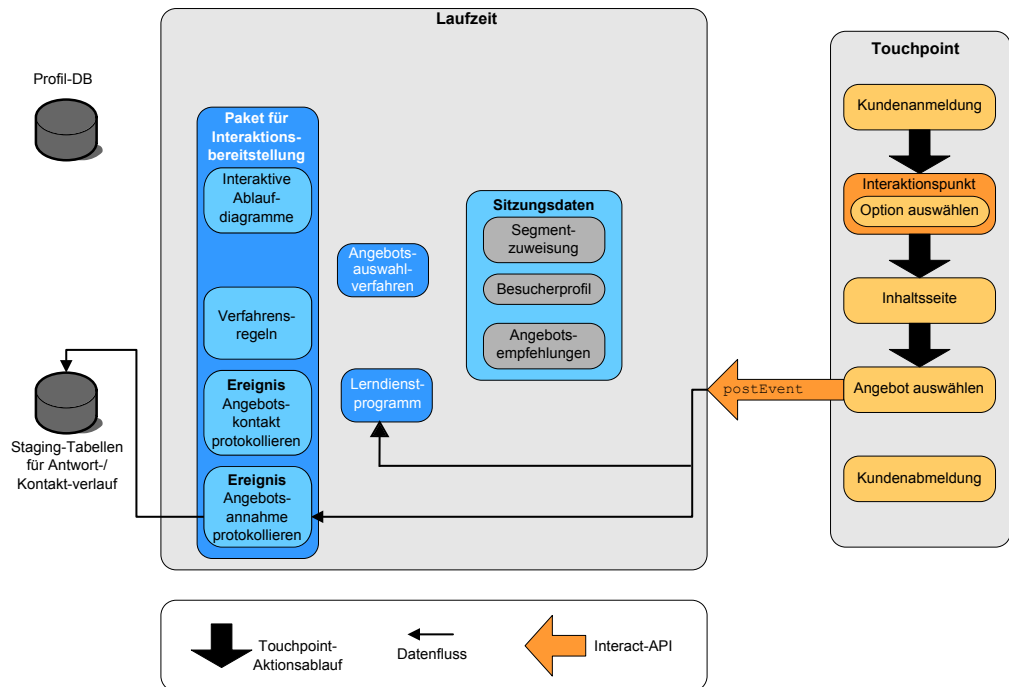 Laufzeit
Touchpoint
Profil-DB
Paket für
Interaktions-
bereitstellung
Interaktive
Ablauf-
diagramme
Verfahrens-
regeln
Ereignis
Angebots-
kontakt
protokollieren
Ereignis
Angebots-
annahme
protokollieren
Angebots-
auswahl-
verfahren
Lerndienst-
programm
Sitzungsdaten
Segment-
zuweisung
Besucherprofil
Angebots-
empfehlungen
Kundenanmeldung
Interaktionspunkt
Option auswählen
Inhaltsseite
postEvent
Angebot auswählen
Kundenabmeldung
Staging-Tabellen
für Antwort-/
Kontakt-verlauf
Touchpoint-
Aktionsablauf
Datenfluss
Interact-API